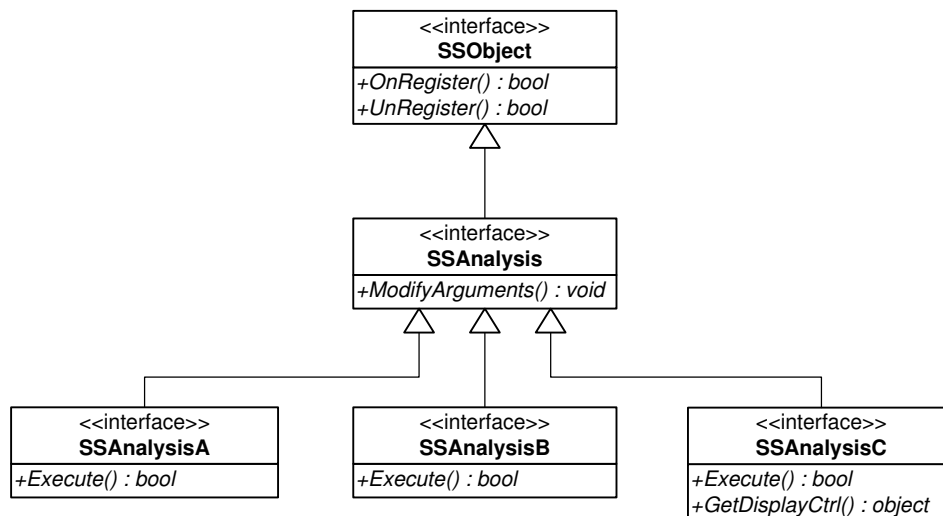 <<interface>>
SSObject
+OnRegister() : bool
+UnRegister() : bool
<<interface>>
SSAnalysis
+ModifyArguments() : void
<<interface>>
SSAnalysisA
+Execute() : bool
<<interface>>
SSAnalysisB
+Execute() : bool
<<interface>>
SSAnalysisC
+Execute() : bool
+GetDisplayCtrl() : object